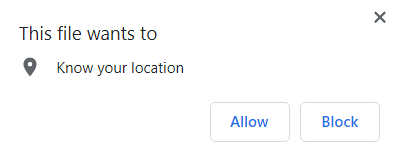 This file wants to
Know your location
Allow Block